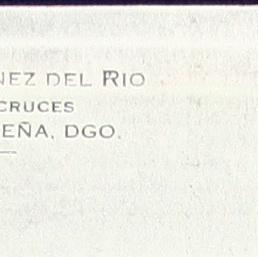 NEZ DEL RIO
CRUCES
EÑA, DGO.